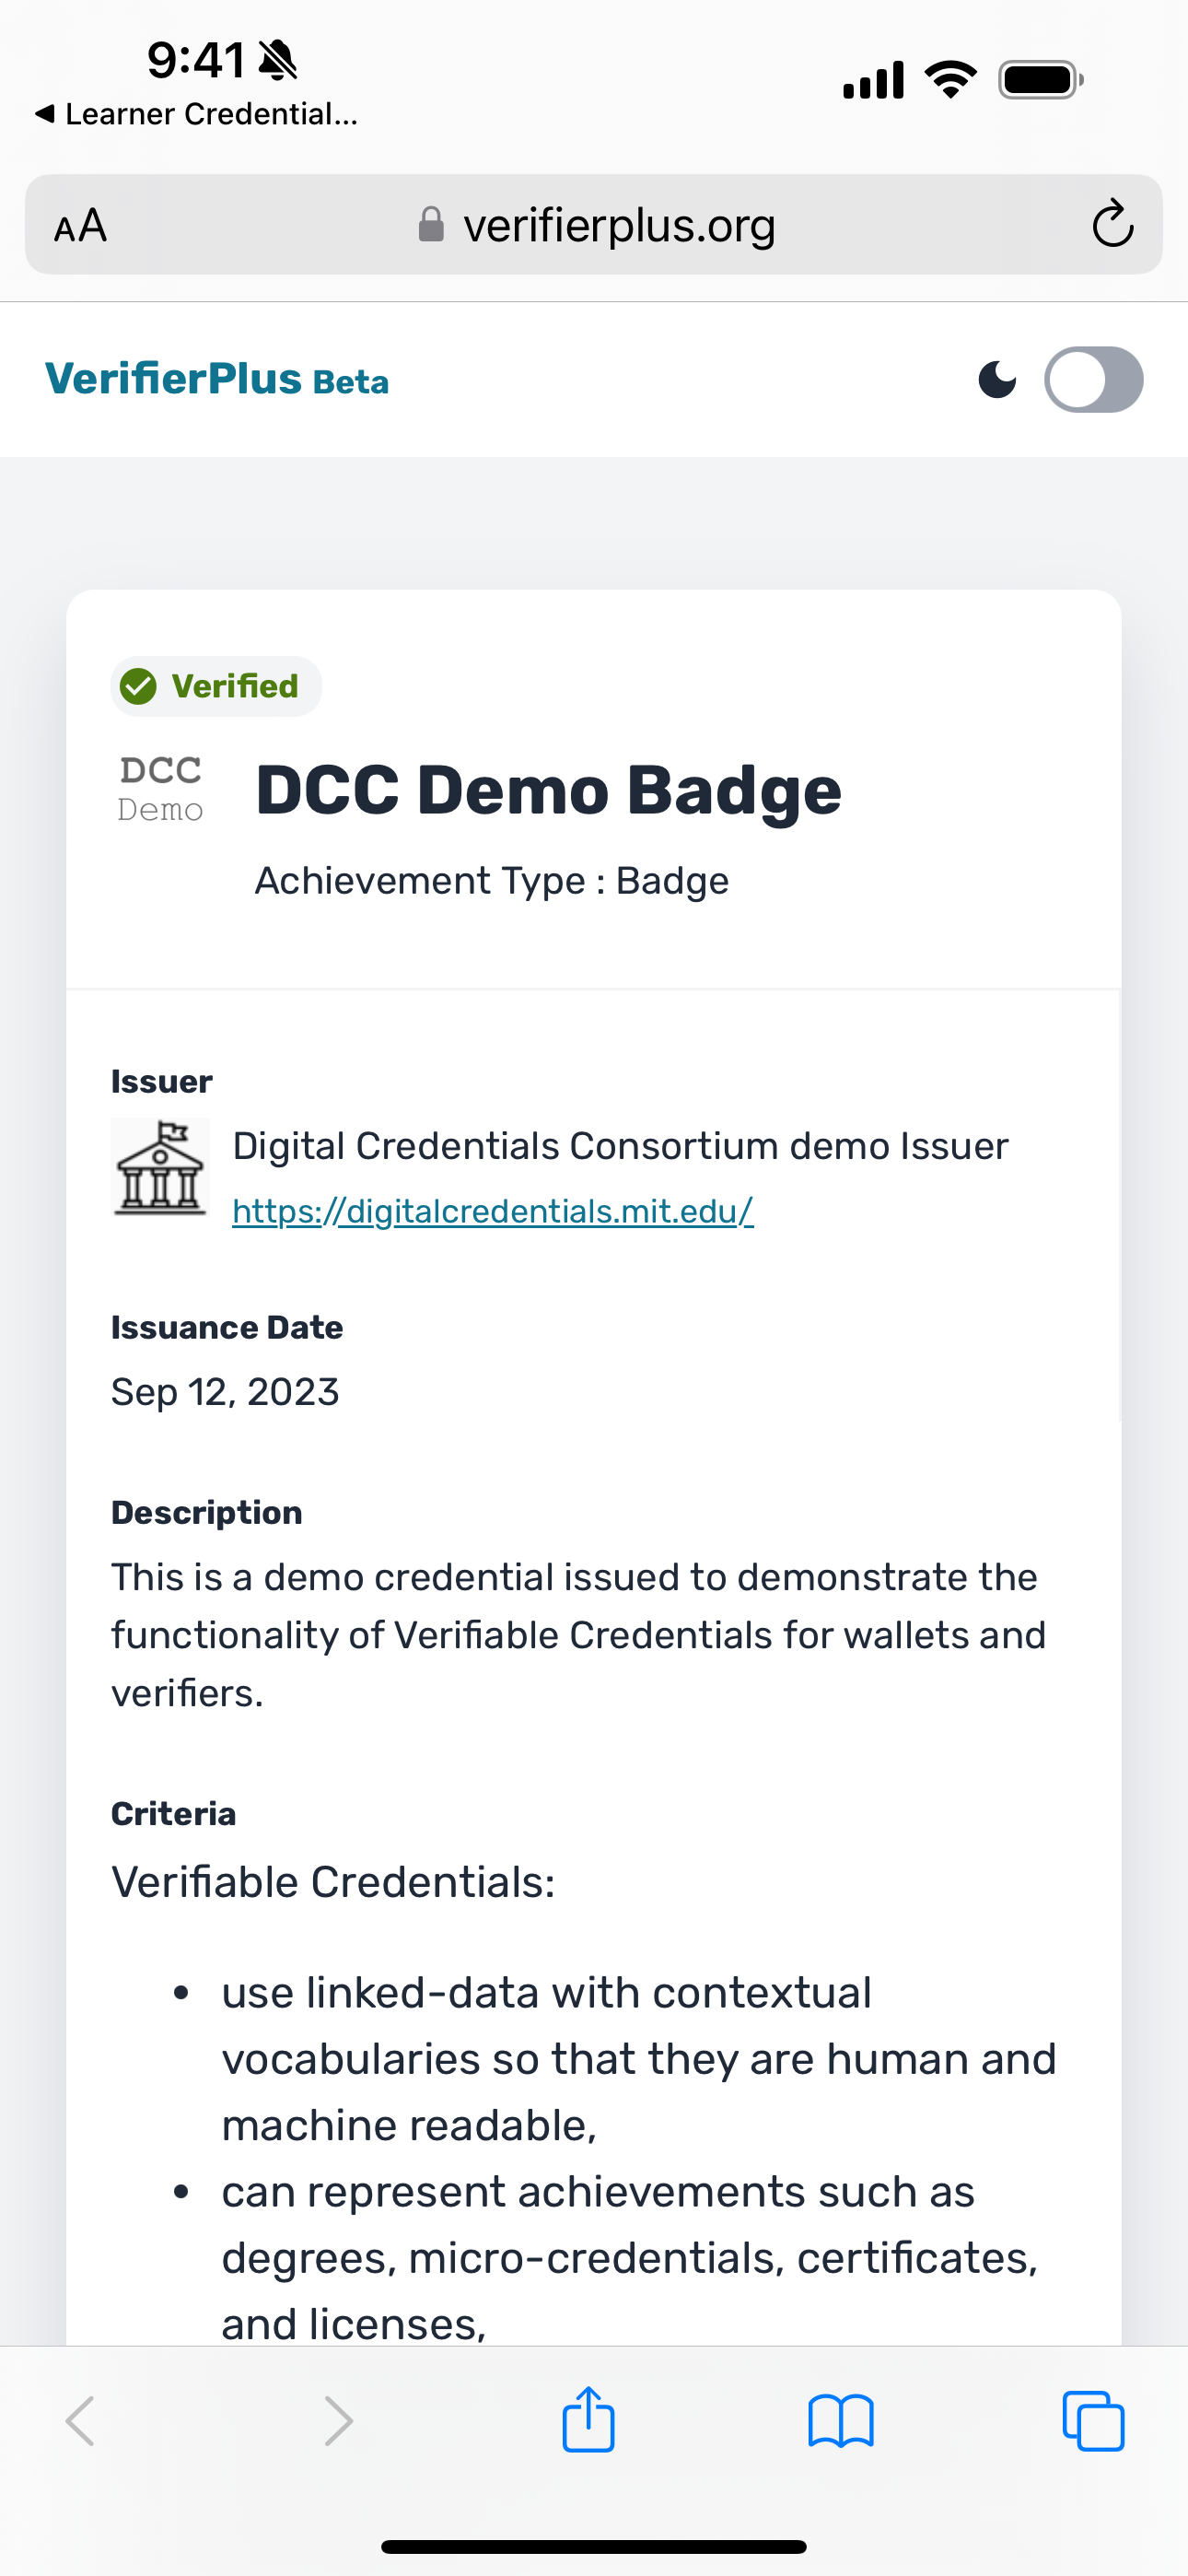 9:41
◀ Learner Credential...
AA
verifierplus.org
VerifierPlus Beta
Verified
DCC
Demo
DCC Demo Badge
Achievement Type : Badge
Issuer
Digital Credentials Consortium demo Issuer
https://digitalcredentials.mit.edu/
Issuance Date
Sep 12, 2023
Description
This is a demo credential issued to demonstrate the
functionality of Verifiable Credentials for wallets and
verifiers.
Criteria
Verifiable Credentials:
• use linked-data with contextual
vocabularies so that they are human and
machine readable,
• can represent achievements such as
degrees, micro-credentials, certificates,
and licenses,